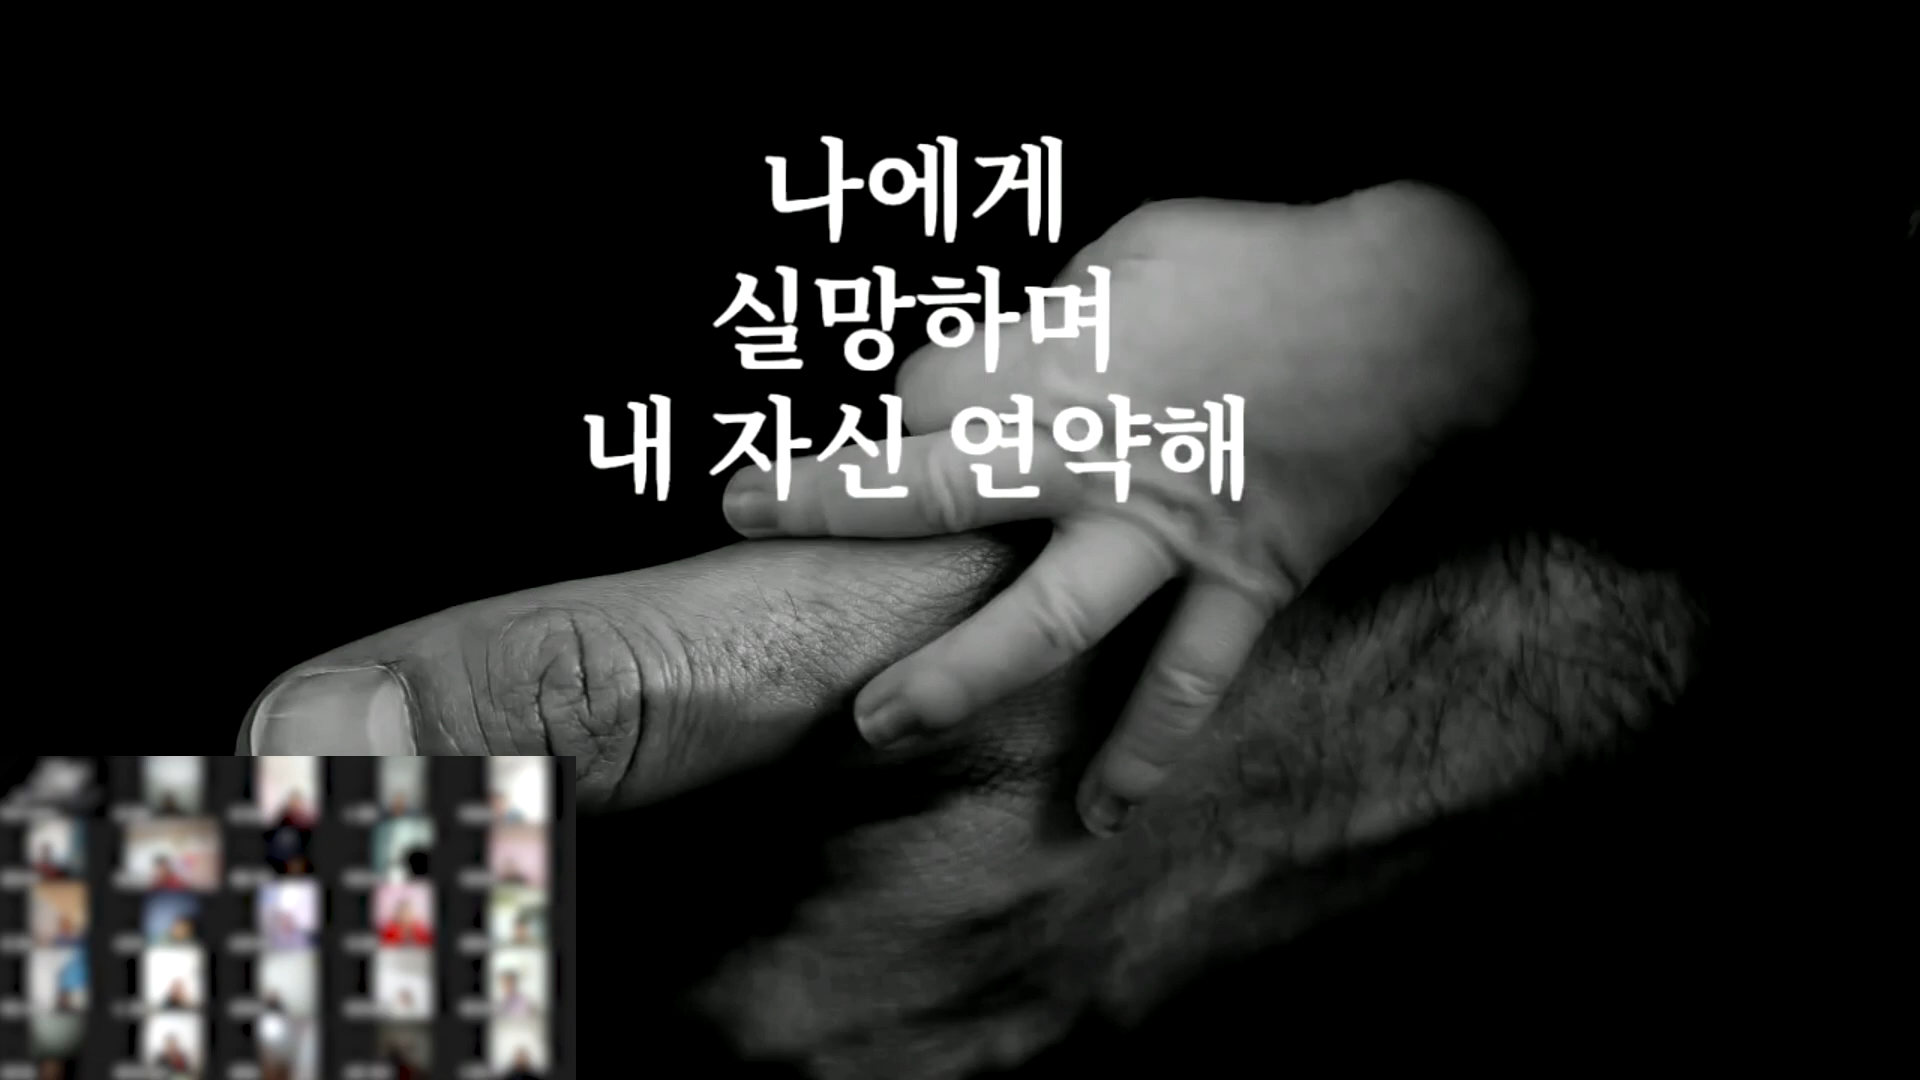 나에게
실망하며
내 자신 연약해